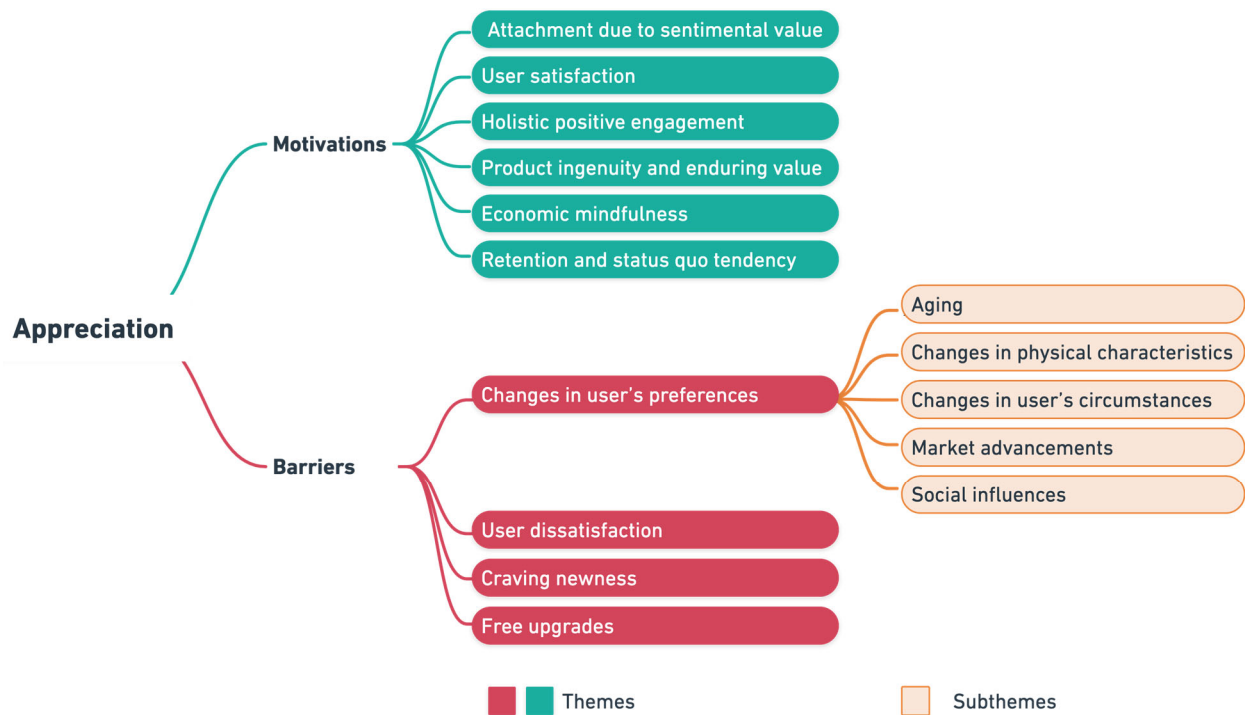 Appreciation
Motivations
Attachment due to sentimental value
User satisfaction
Holistic positive engagement
Product ingenuity and enduring value
Economic mindfulness
Retention and status quo tendency
Barriers
Changes in user’s preferences
Aging
Changes in physical characteristics
Changes in user’s circumstances
Market advancements
Social influences
User dissatisfaction
Craving newness
Free upgrades
Themes
Subthemes